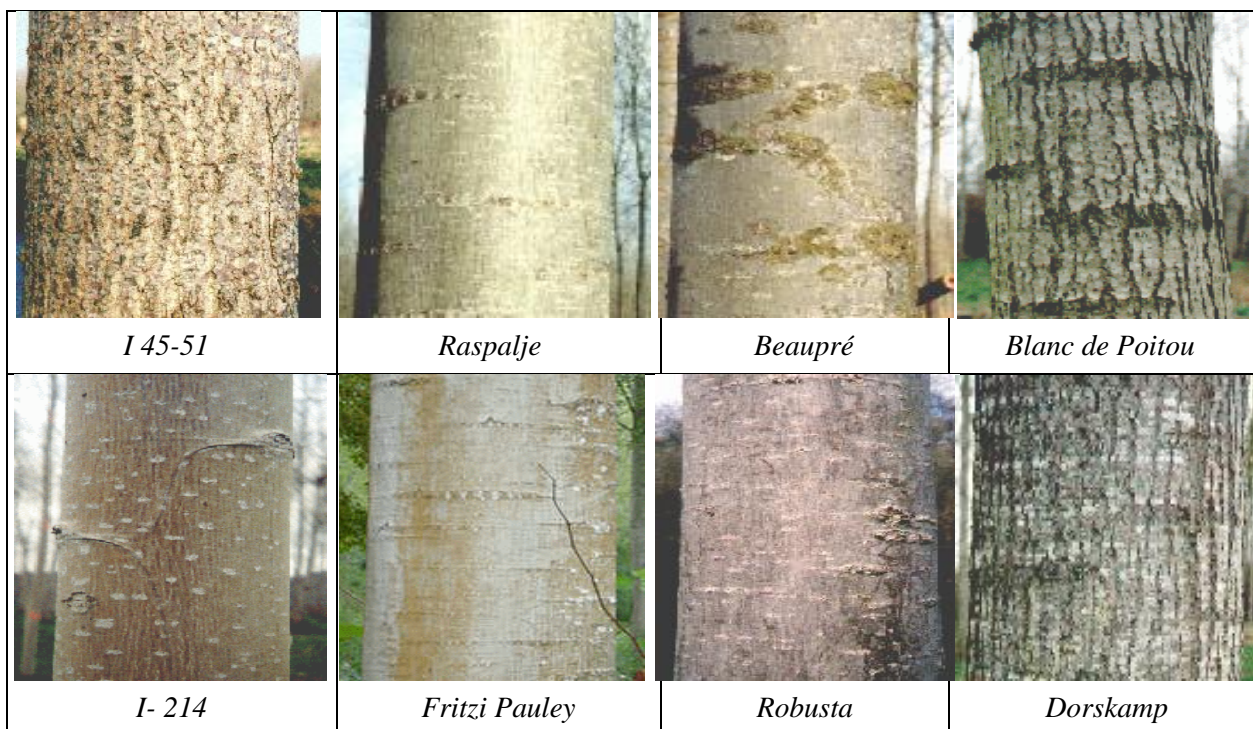 I 45-51 Raspalje Beaupré Blanc de Poitou
I- 214 Fritzi Pauley Robusta Dorskamp